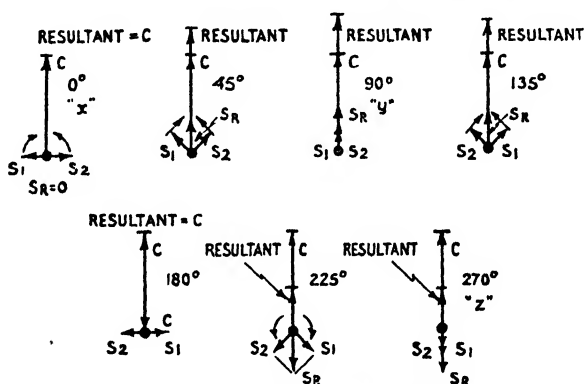 RESULTANT = C
C
0°
"x"
S1 S2
SR=0
RESULTANT
C
45°
SR
S1 S2
RESULTANT
C
90°
SR "y"
S1 S2
RESULTANT
C
135°
SR
S2 S1
RESULTANT = C
C
180°
C
S2 S1
RESULTANT
C
225°
S2 S1
SR
RESULTANT
C
270°
"Z"
S2 S1
SR